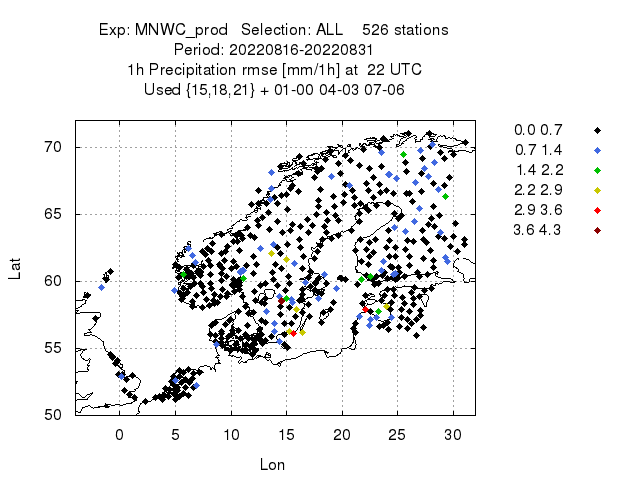 Exp: MNWC_prod   Selection: ALL    526 stations
Period: 20220816-20220831
1h Precipitation rmse [mm/1h] at  22 UTC
Used {15,18,21} + 01-00 04-03 07-06
0.0 0.7
0.7 1.4
1.4 2.2
2.2 2.9
2.9 3.6
3.6 4.3
70
65
60
55
50
Lat
0 5 10 15 20 25 30
Lon